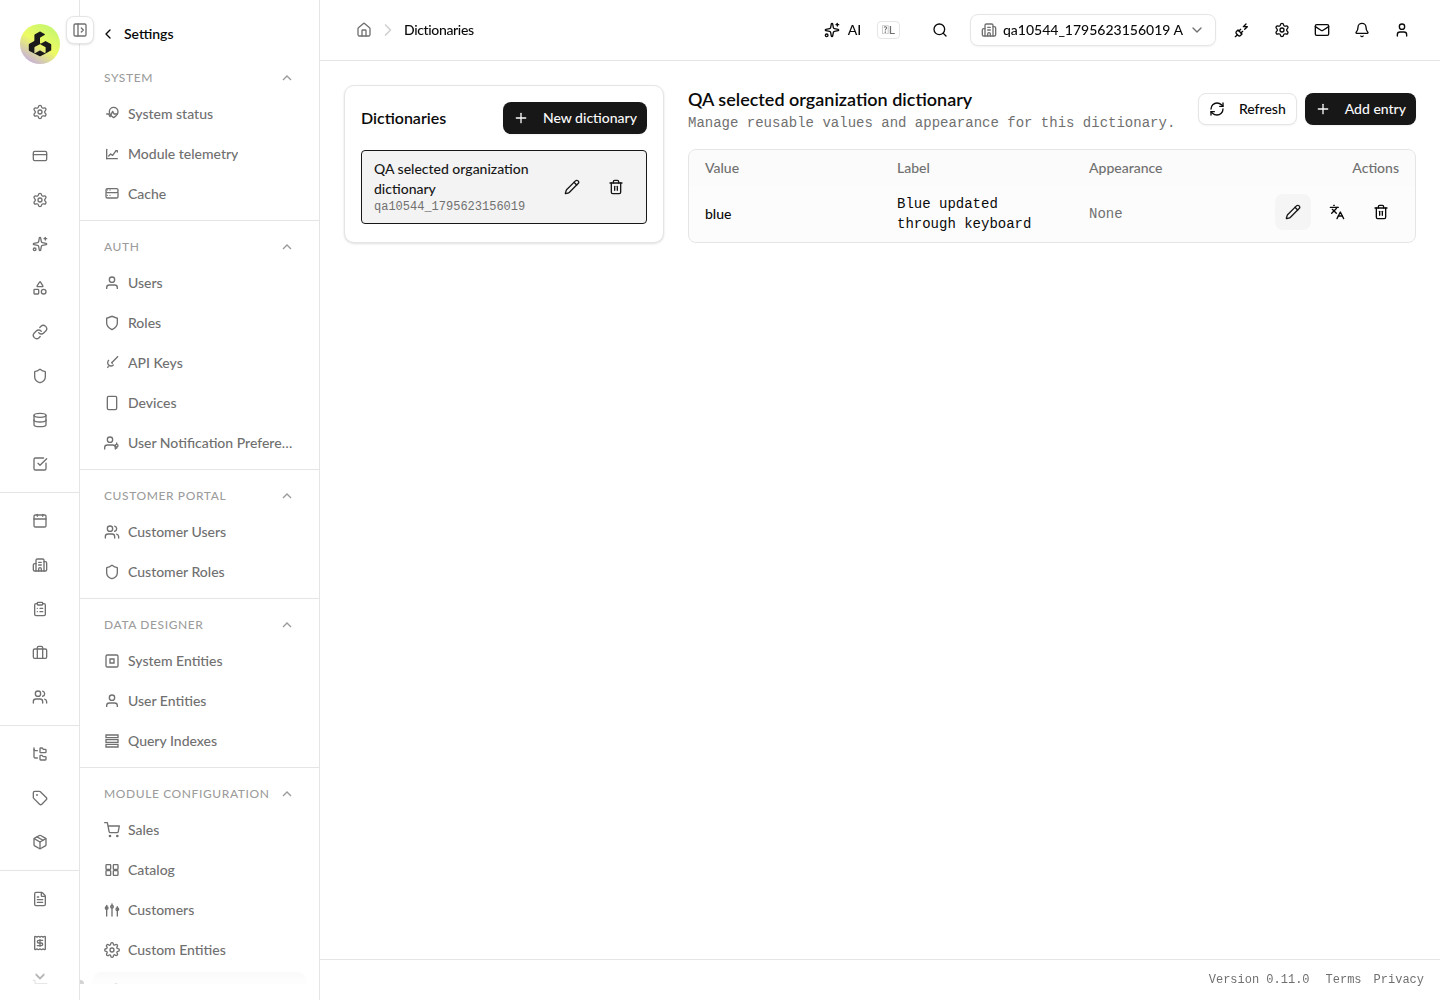 Settings
SYSTEM
System status
Module telemetry
Cache
AUTH
Users
Roles
API Keys
Devices
User Notification Prefere...
CUSTOMER PORTAL
Customer Users
Customer Roles
DATA DESIGNER
System Entities
User Entities
Query Indexes
MODULE CONFIGURATION
Sales
Catalog
Customers
Custom Entities
Dictionaries
AI
L
qa10544_1795623156019 A
Dictionaries
New dictionary
QA selected organization
dictionary
qa10544_1795623156019
QA selected organization dictionary
Manage reusable values and appearance for this dictionary.
Refresh
Add entry
Value Label Appearance Actions
blue
Blue updated
through keyboard
None
Version 0.11.0 Terms Privacy